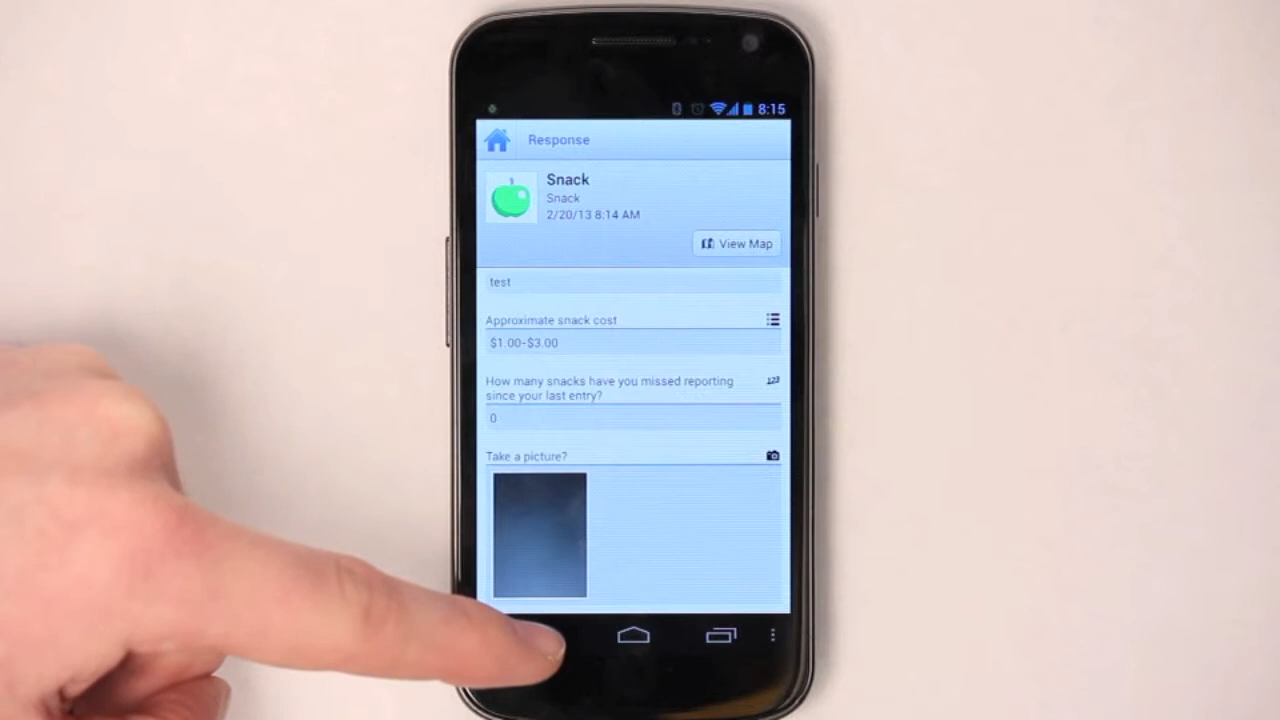 8:15
Response
Snack
Snack
2/20/13 8:14 AM
View Map
test
Approximate snack cost
$1.00-$3.00
How many snacks have you missed reporting
123
since your last entry?
0
Take a picture?